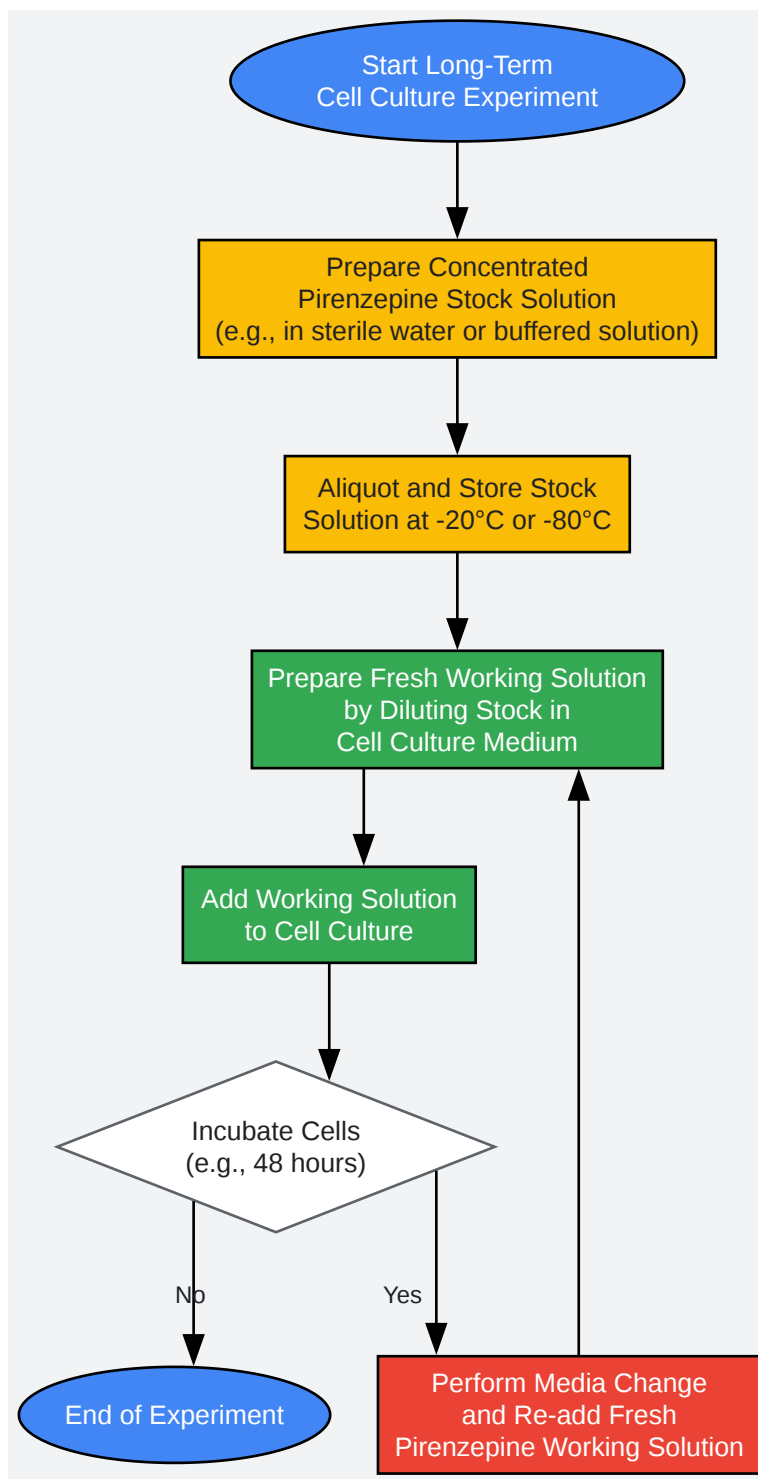 Start Long-Term
Cell Culture Experiment
Prepare Concentrated
Pirenzepine Stock Solution
(e.g., in sterile water or buffered solution)
Aliquot and Store Stock
Solution at -20°C or -80°C
Prepare Fresh Working Solution
by Diluting Stock in
Cell Culture Medium
Add Working Solution
to Cell Culture
Incubate Cells
(e.g., 48 hours)
No
Yes
End of Experiment
Perform Media Change
and Re-add Fresh
Pirenzepine Working Solution